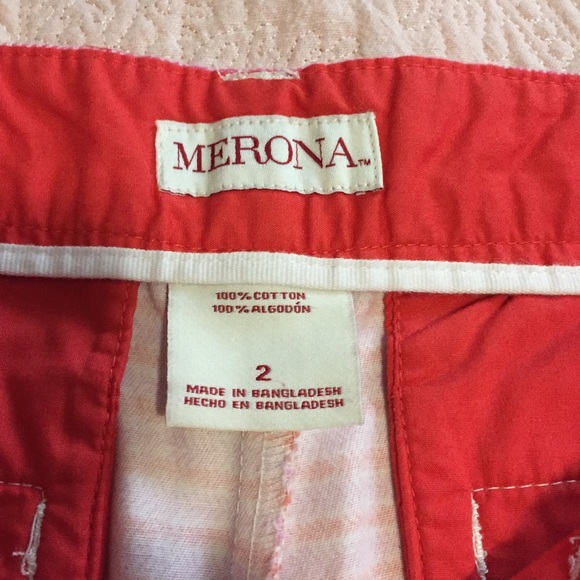 MERONA™
100% COTTON
100% ALGODÓN
2
MADE IN BANGLADESH
HECHO EN BANGLADESH